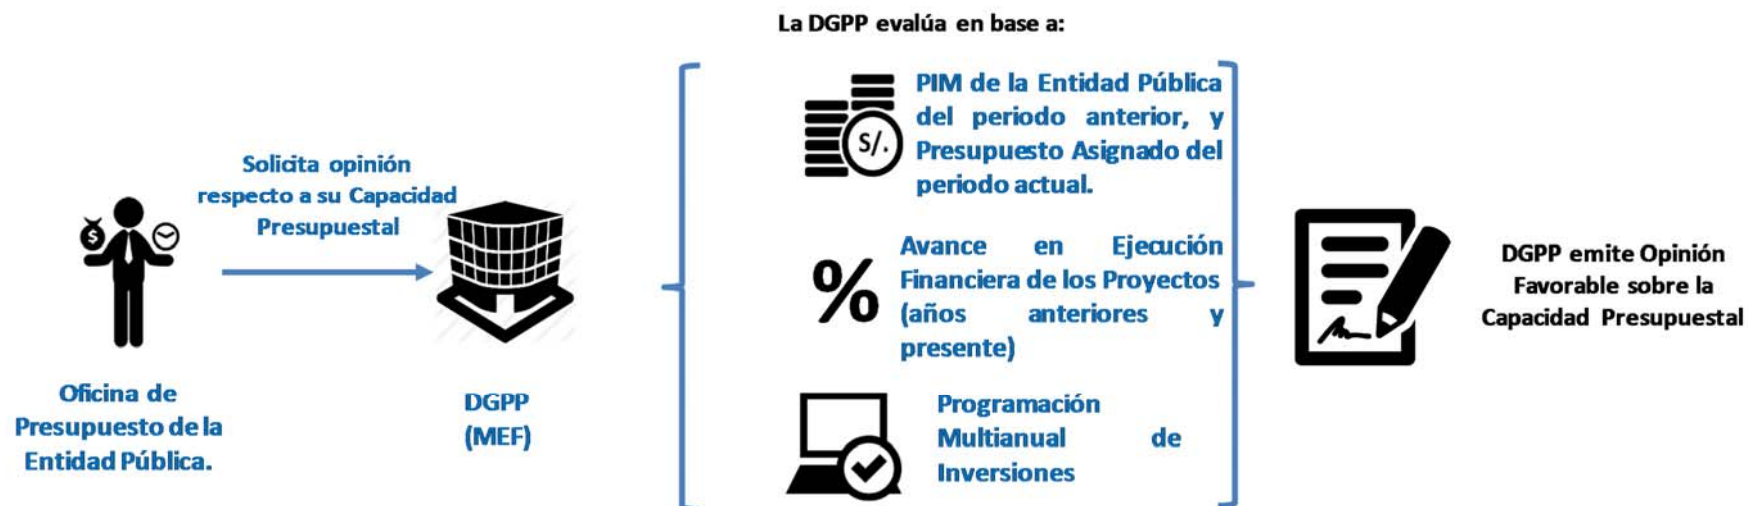 La DGPP evalúa en base a:
Solicita opinión
respecto a su Capacidad
Presupuestal
$
Oficina de
Presupuesto de la
Entidad Pública.
DGPP
(MEF)
S/.
PIM de la Entidad Pública
del periodo anterior, y
Presupuesto Asignado del
periodo actual.
%
Avance en Ejecución
Financiera de los Proyectos
(años anteriores y
presente)
Programación
Multianual de
Inversiones
DGPP emite Opinión
Favorable sobre la
Capacidad Presupuestal